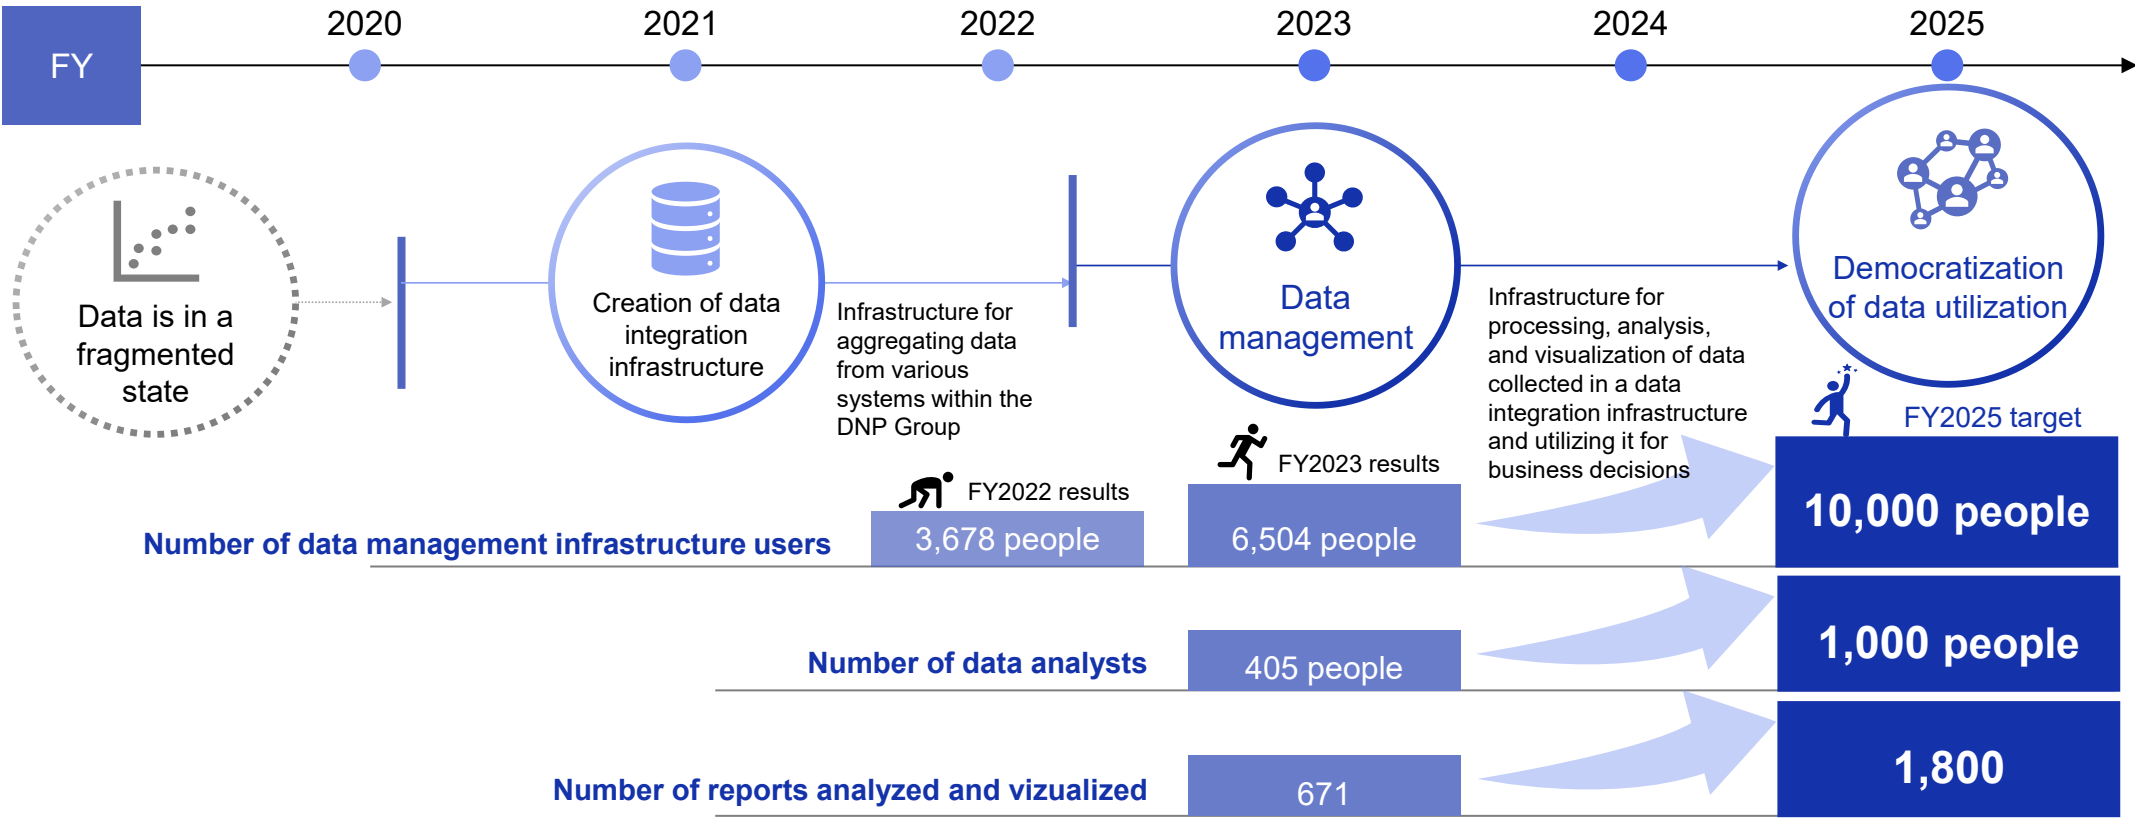 FY
2020
2021
2022
2023
2024
2025
Data is in a
fragmented
state
Creation of data
integration
infrastructure
Infrastructure for
aggregating data
from various
systems within the
DNP Group
Data
management
Infrastructure for
processing, analysis,
and visualization of data
collected in a data
integration infrastructure
and utilizing it for
business decisions
Democratization
of data utilization
FY2022 results
FY2023 results
FY2025 target
Number of data management infrastructure users
3,678 people
6,504 people
10,000 people
Number of data analysts
405 people
1,000 people
Number of reports analyzed and vizualized
671
1,800